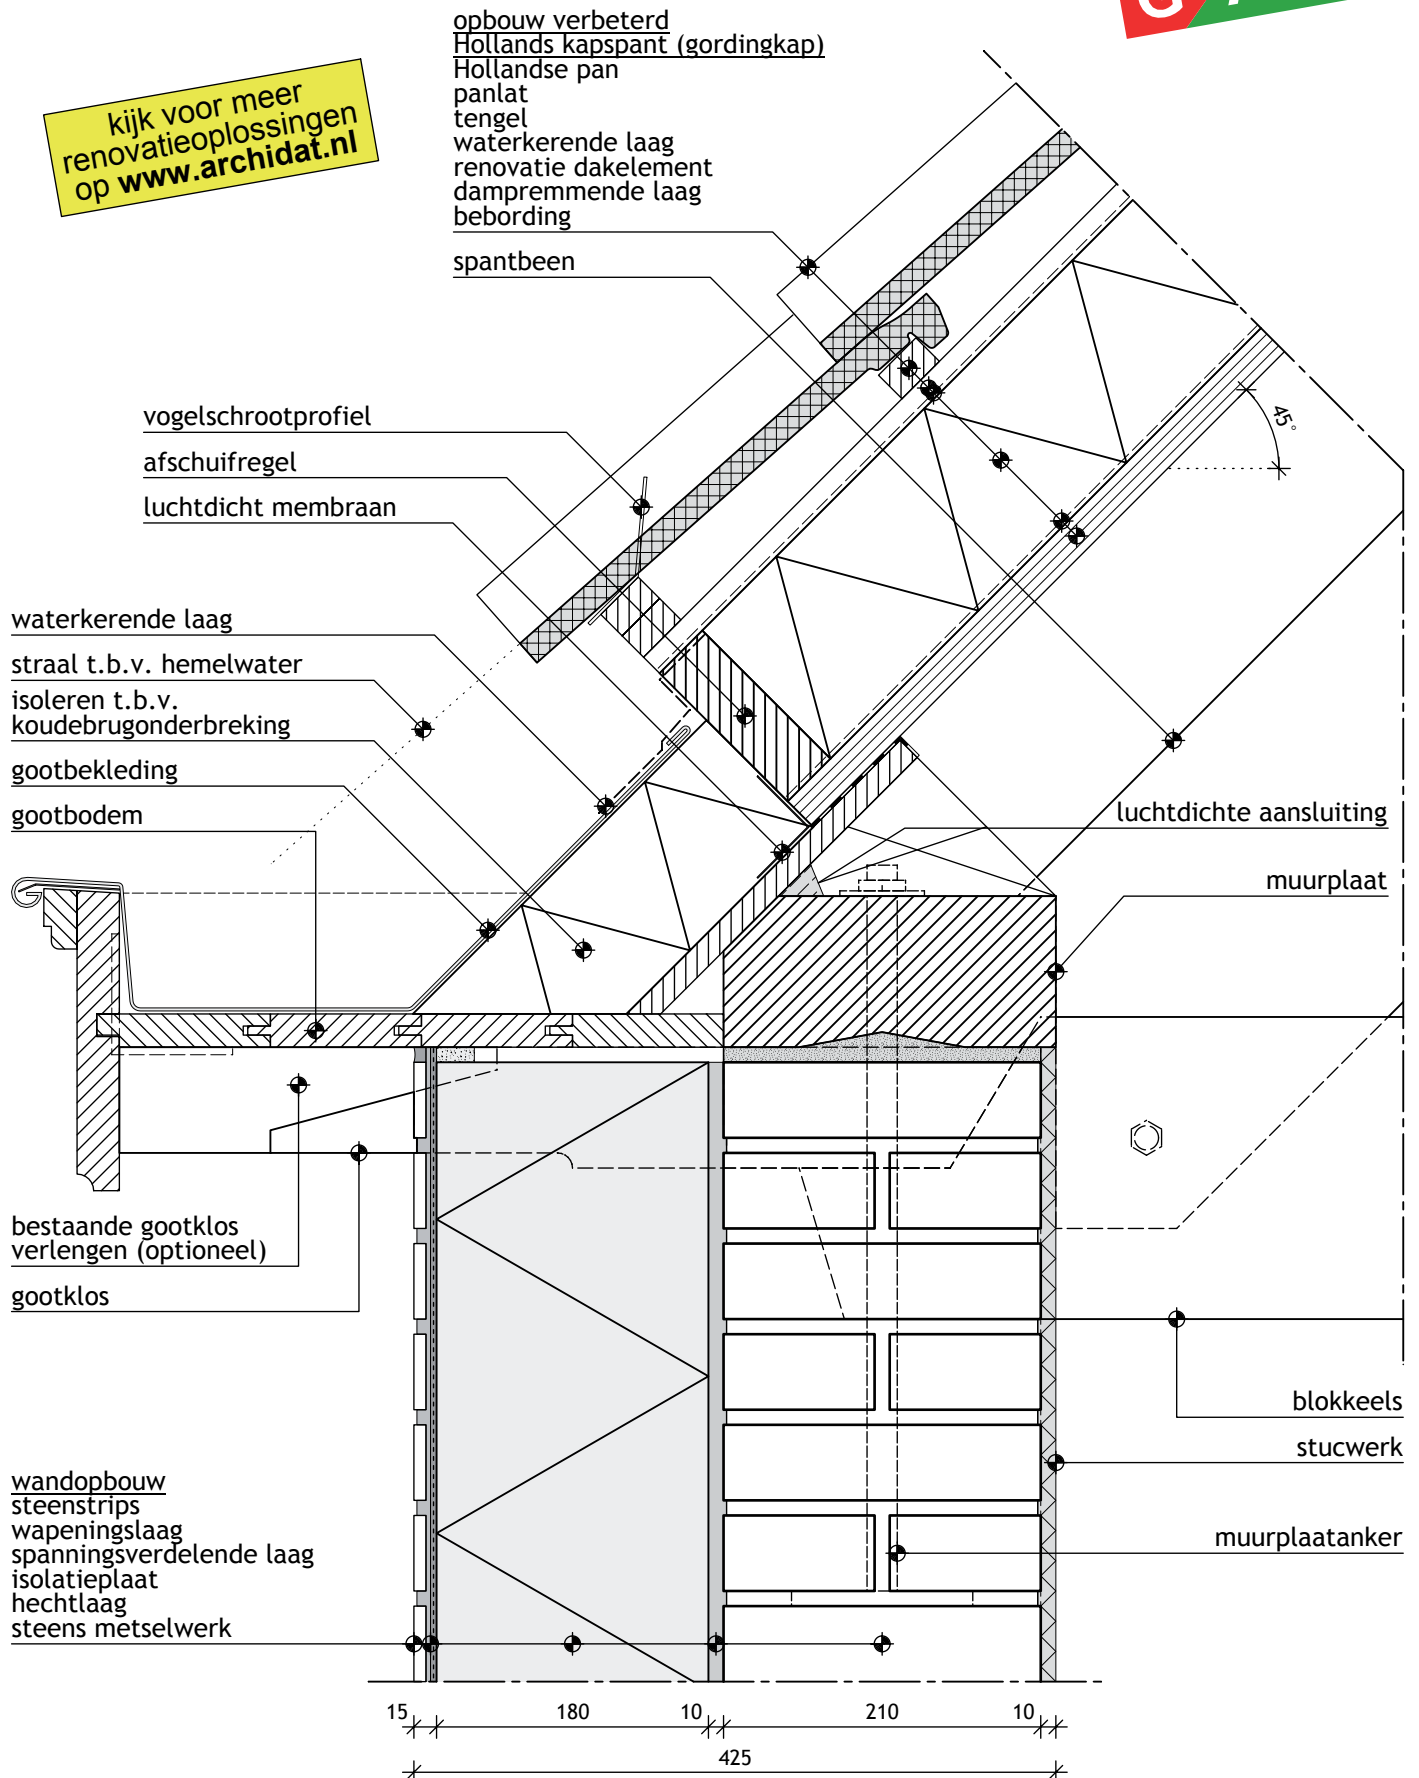 opbouw verbeterd
Hollands kapspant (gordingkap)
Hollandse pan
panlat
tengel
waterkerende laag
renovatie dakelement
dampremmende laag
bebording
spantbeen
kijk voor meer
renovatieoplossingen
op www.archidat.nl
45°
vogelschrootprofiel
afschuifregel
luchtdicht membraan
waterkerende laag
straal t.b.v. hemelwater
isoleren t.b.v.
koudebrugonderbreking
gootbekleding
gootbodem
luchtdichte aansluiting
muurplaat
bestaande gootklos
verlengen (optioneel)
gootklos
blokkeels
stucwerk
muurplaatanker
wandopbouw
steenstrips
wapeningslaag
spanningsverdelende laag
isolatieplaat
hechtlaag
steens metselwerk
15 180 10 210 10
425